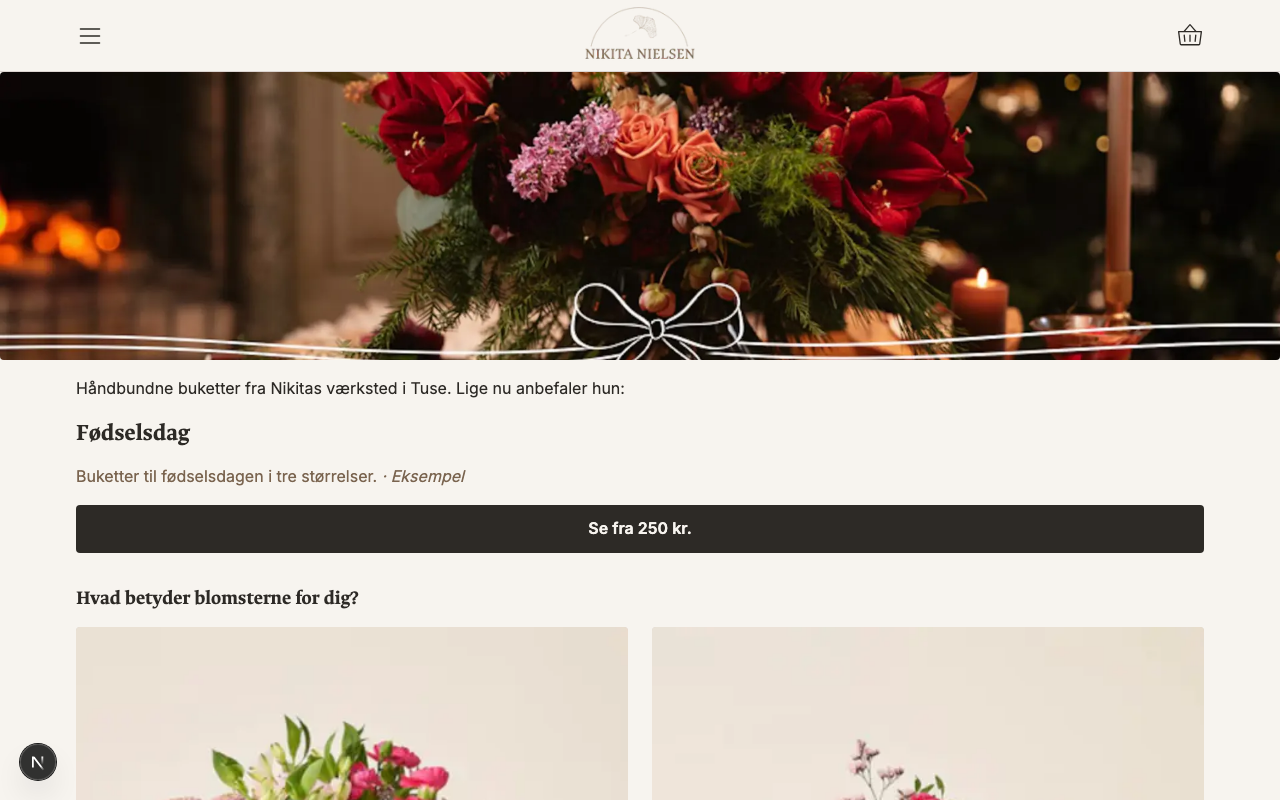 NIKITA NIELSEN
Håndbundne buketter fra Nikitas værksted i Tuse. Lige nu anbefaler hun:
Fødselsdag
Buketter til fødselsdagen i tre størrelser. · Eksempel
Se fra 250 kr.
Hvad betyder blomsterne for dig?
N